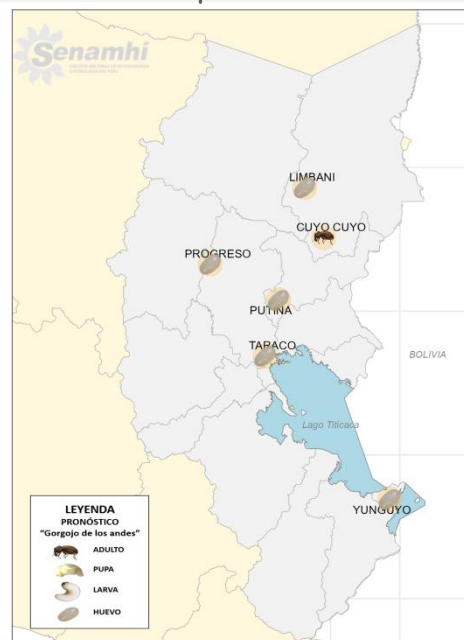 Senamhi
LIMBANI
CUYO CUYO
PROGRESO
PUTINA
TARACO
BOLIVIA
Lago Titicaca
YUNGUYO
LEYENDA
PRONÓSTICO
"Gorgojo de los andes"
ADULTO
PUPA
LARVA
HUEVO